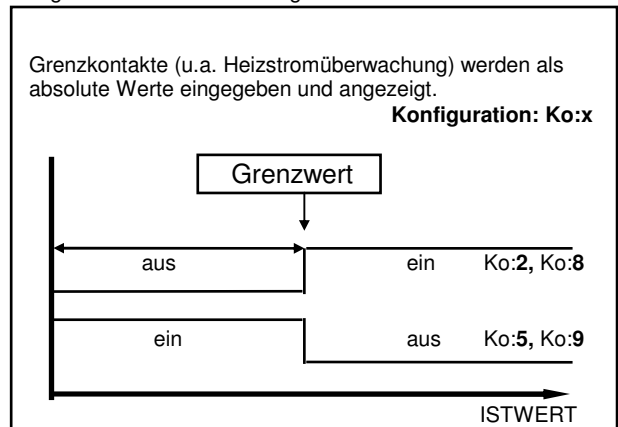 Grenzkontakte (u.a. Heizstromüberwachung) werden als
absolute Werte eingegeben und angezeigt.
Konfiguration: Ko:x
Grenzwert
aus ein Ko:2, Ko:8
ein aus Ko:5, Ko:9
ISTWERT